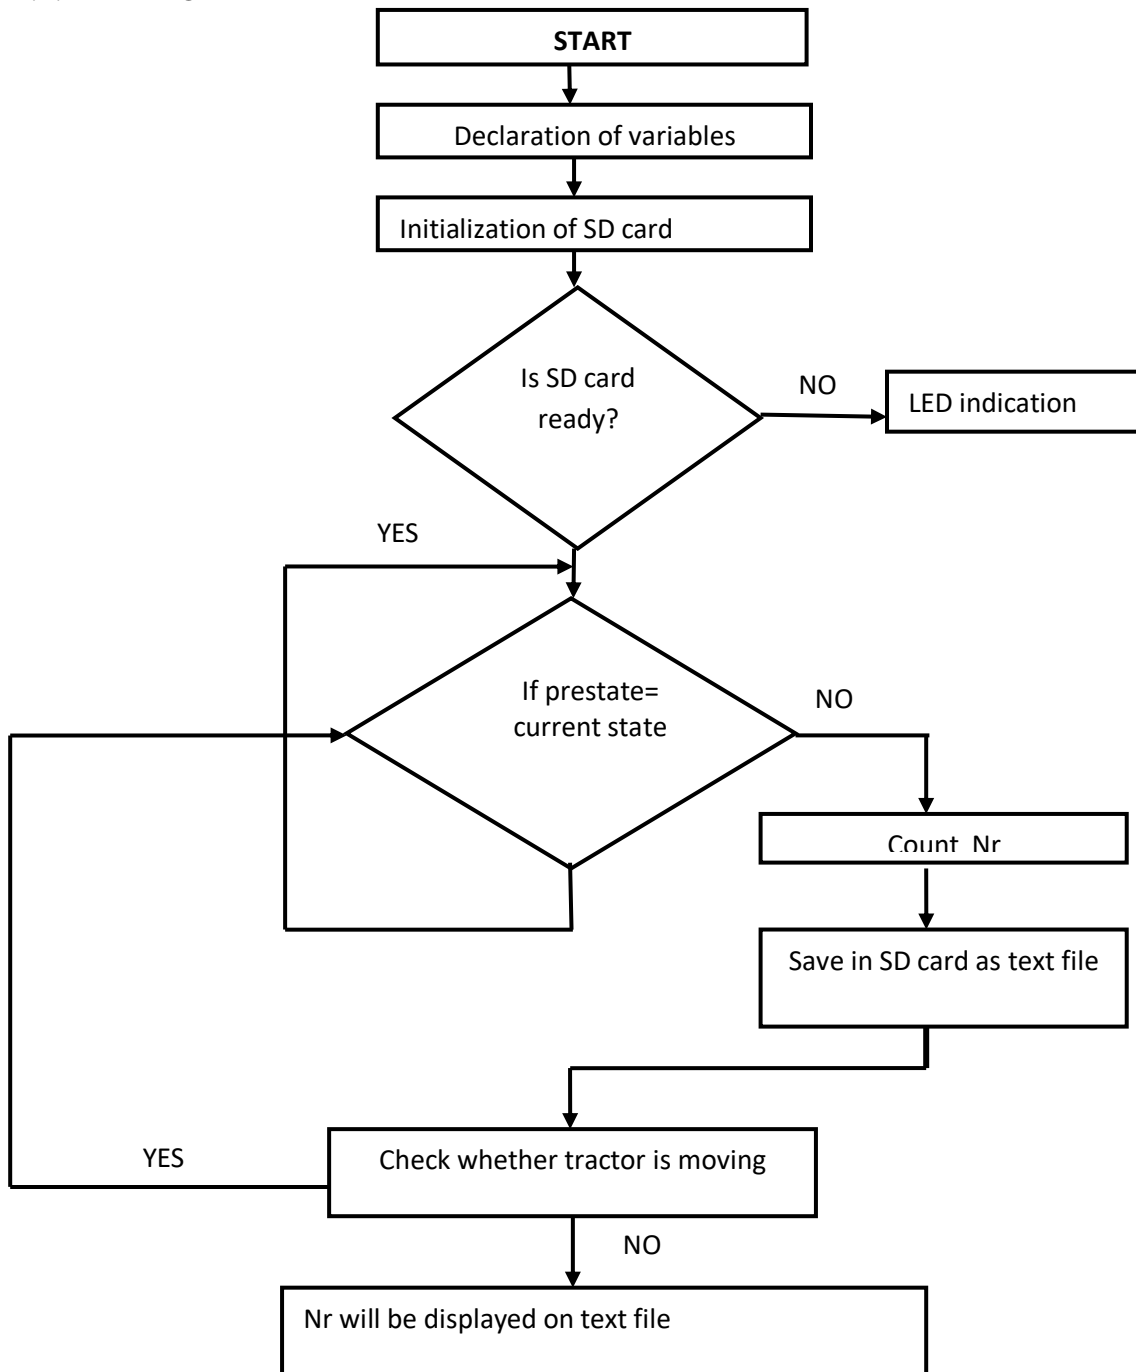 START
Declaration of variables
Initialization of SD card
Is SD card
ready?
NO
LED indication
YES
If prestate=
current state
NO
Count Nr
Save in SD card as text file
Check whether tractor is moving
YES
NO
Nr will be displayed on text file